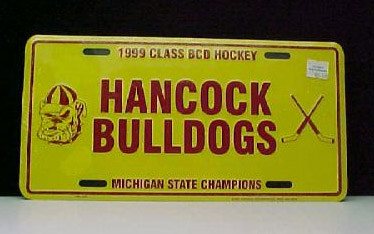 1999 CLASS BCD HOCKEY
HANCOCK
BULLDOGS
MICHIGAN STATE CHAMPIONS